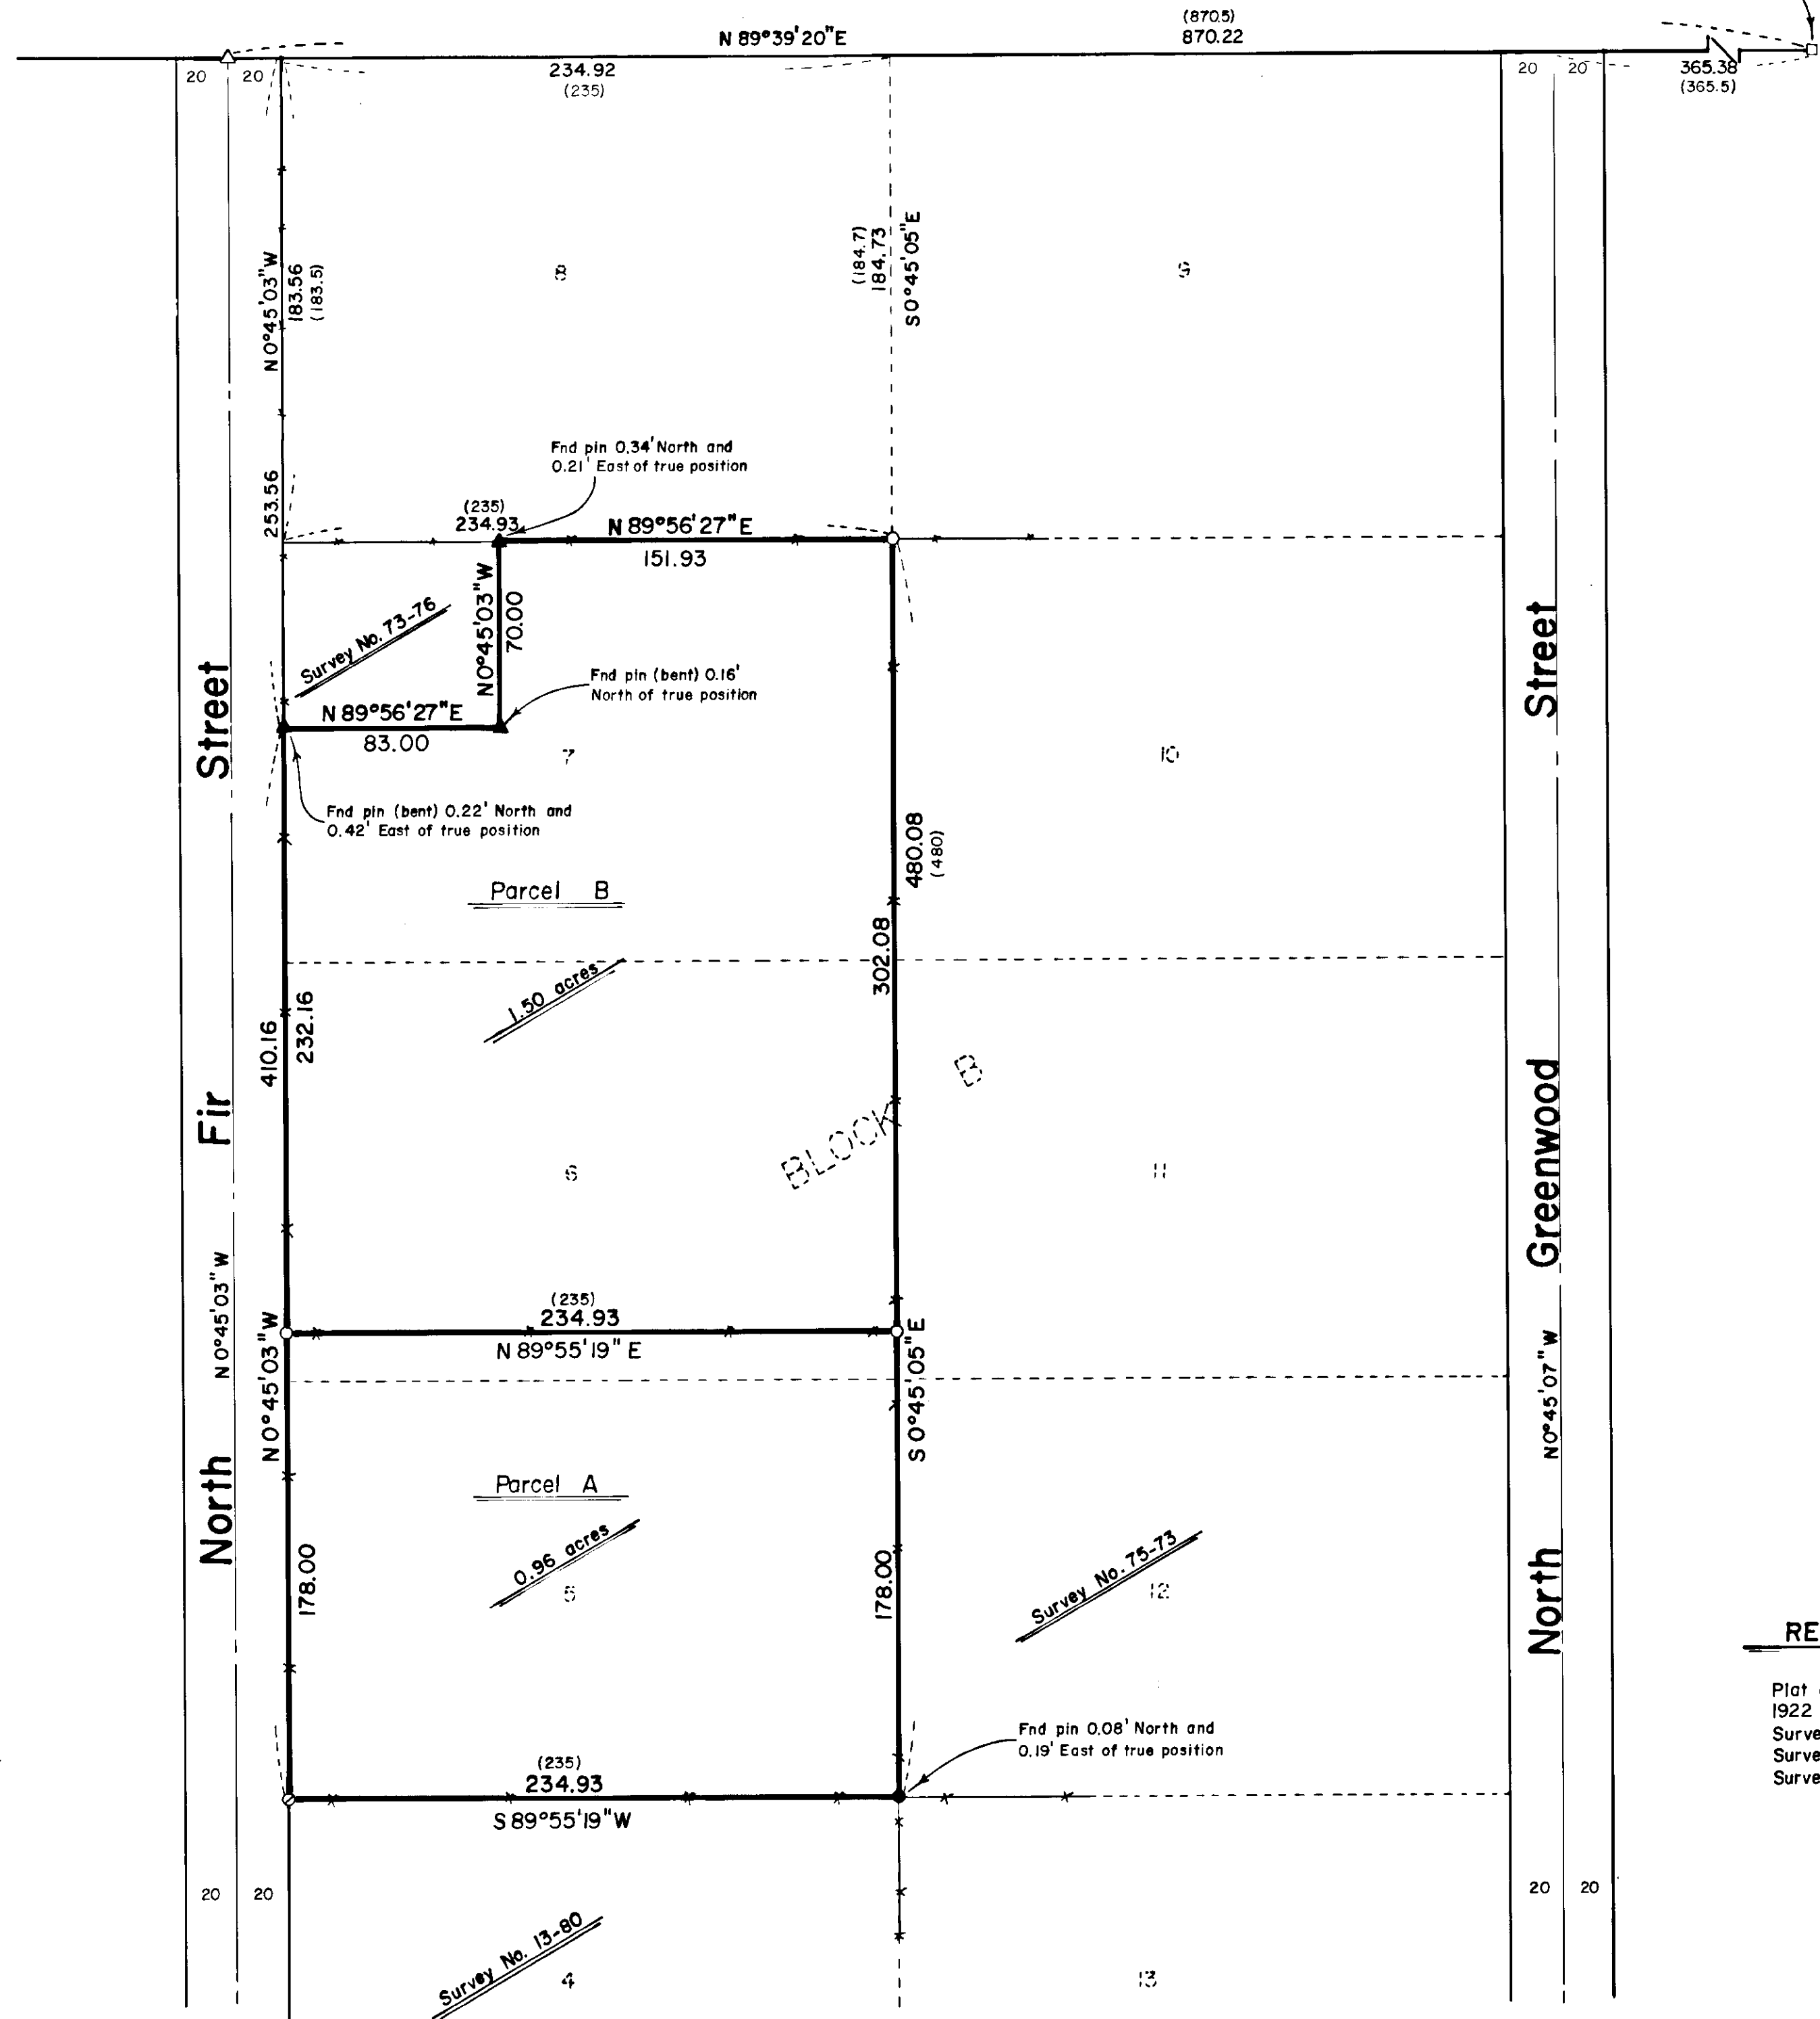 (870.5)
N 89°39'20"E
870.22
20
20
234.92
(235)
20
20
365.38
(365.5)
N 0°45'03"W
183.56
(183.5)
8
(184.7)
184.73
S 0°45'05"E
9
Fnd pin 0.34' North and
0.21' East of true position
253.56
(235)
234.93
N 89°56'27"E
151.93
Survey No. 73-76
N 0°45'03"W
70.00
Fnd pin (bent) 0.16'
North of true position
N 89°56'27"E
83.00
7
10
Fnd pin (bent) 0.22' North and
0.42' East of true position
480.08
(480)
Parcel B
302.08
1.50 acres
410.16
232.16
BLOCK B
6
11
North Fir Street
N 0°45'03" W
North Greenwood Street
N 0°45'07" W
(235)
234.93
N 89°55'19" E
N 0°45'03"W
S 0°45'05"E
Parcel A
0.96 acres
5
178.00
178.00
Survey No. 75-73
12
RE
Plat
1922
Surve
Surve
Surve
Fnd pin 0.08' North and
0.19' East of true position
(235)
234.93
S 89°55'19"W
20
20
20
20
Survey No. 13-80
4
13